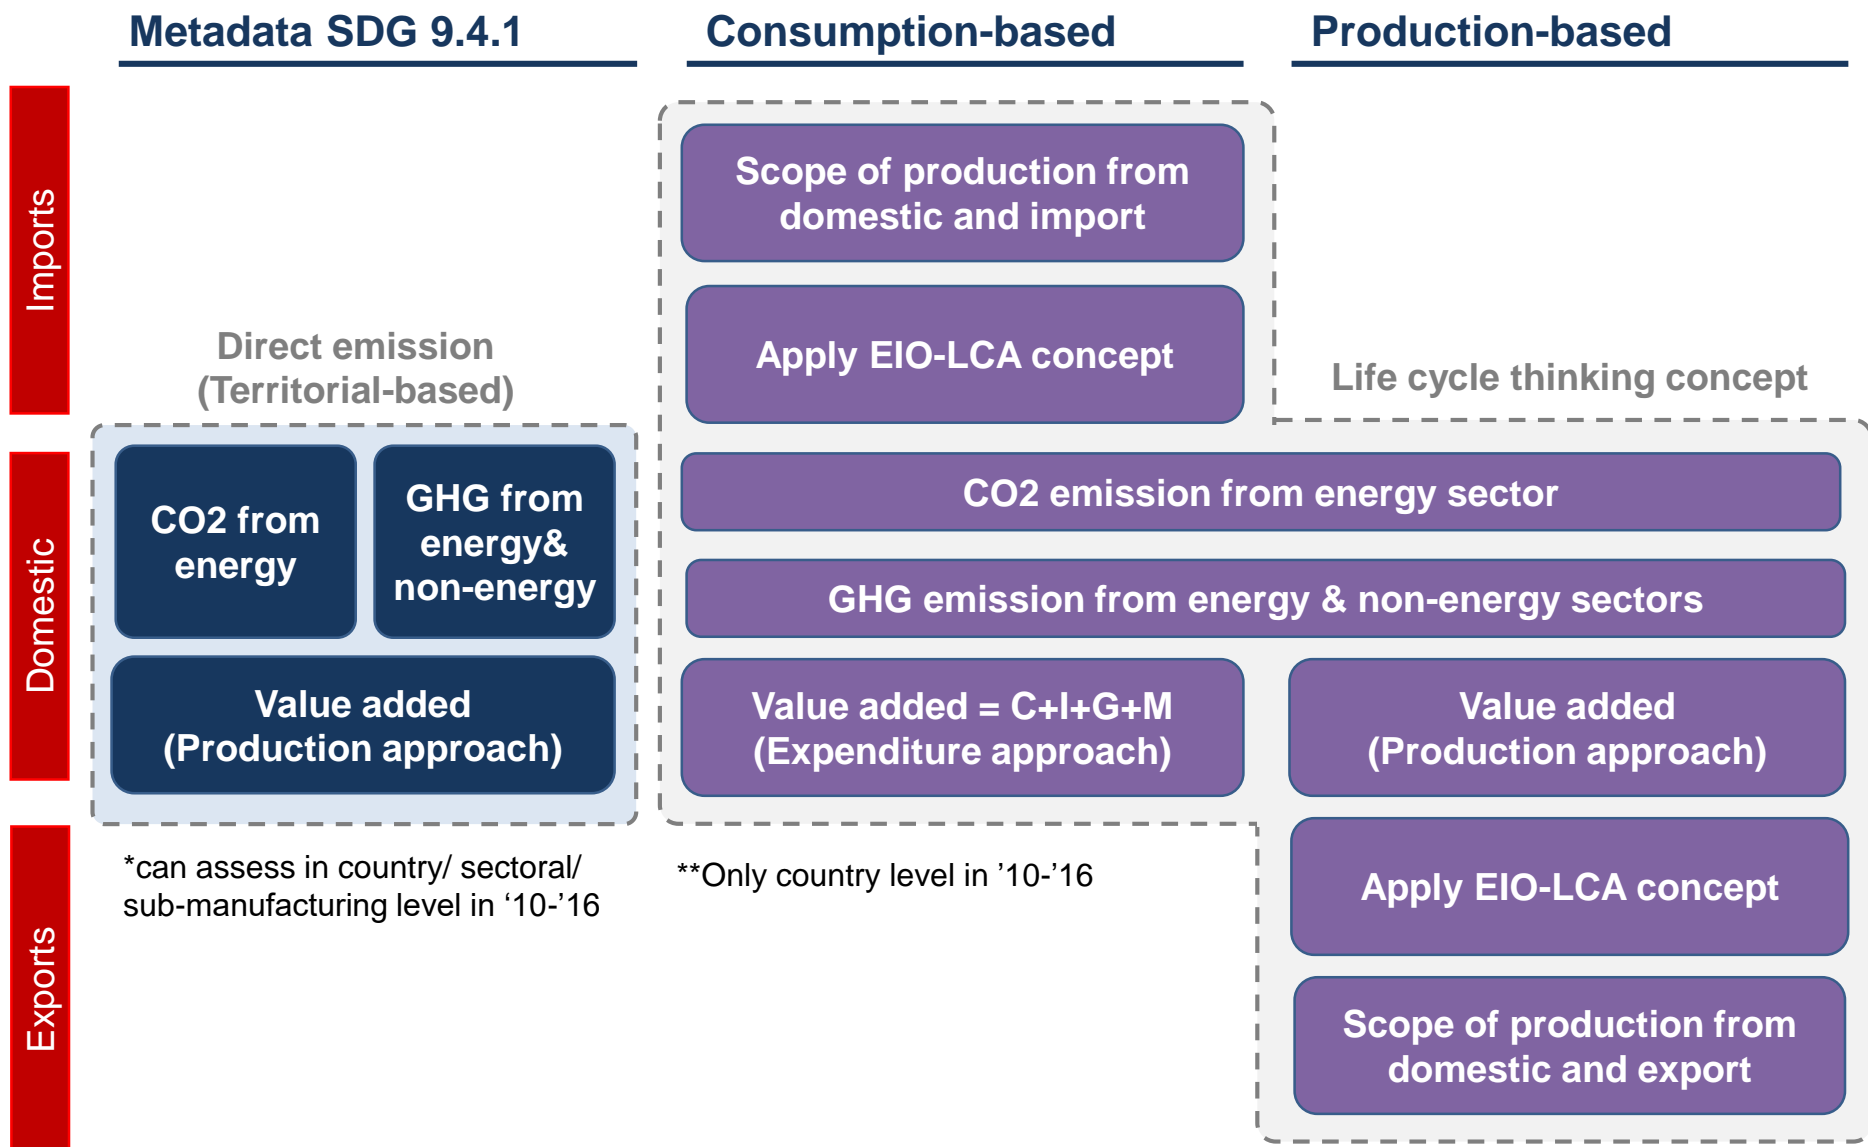 Metadata SDG 9.4.1
Consumption-based
Production-based
Imports
Scope of production from
domestic and import
Apply EIO-LCA concept
Direct emission
(Territorial-based)
Life cycle thinking concept
Domestic
CO2 from
energy
GHG from
energy&
non-energy
CO2 emission from energy sector
GHG emission from energy & non-energy sectors
Value added
(Production approach)
Value added = C+I+G+M
(Expenditure approach)
Value added
(Production approach)
Exports
*can assess in country/ sectoral/
sub-manufacturing level in ‘10-’16
**Only country level in ’10-’16
Apply EIO-LCA concept
Scope of production from
domestic and export